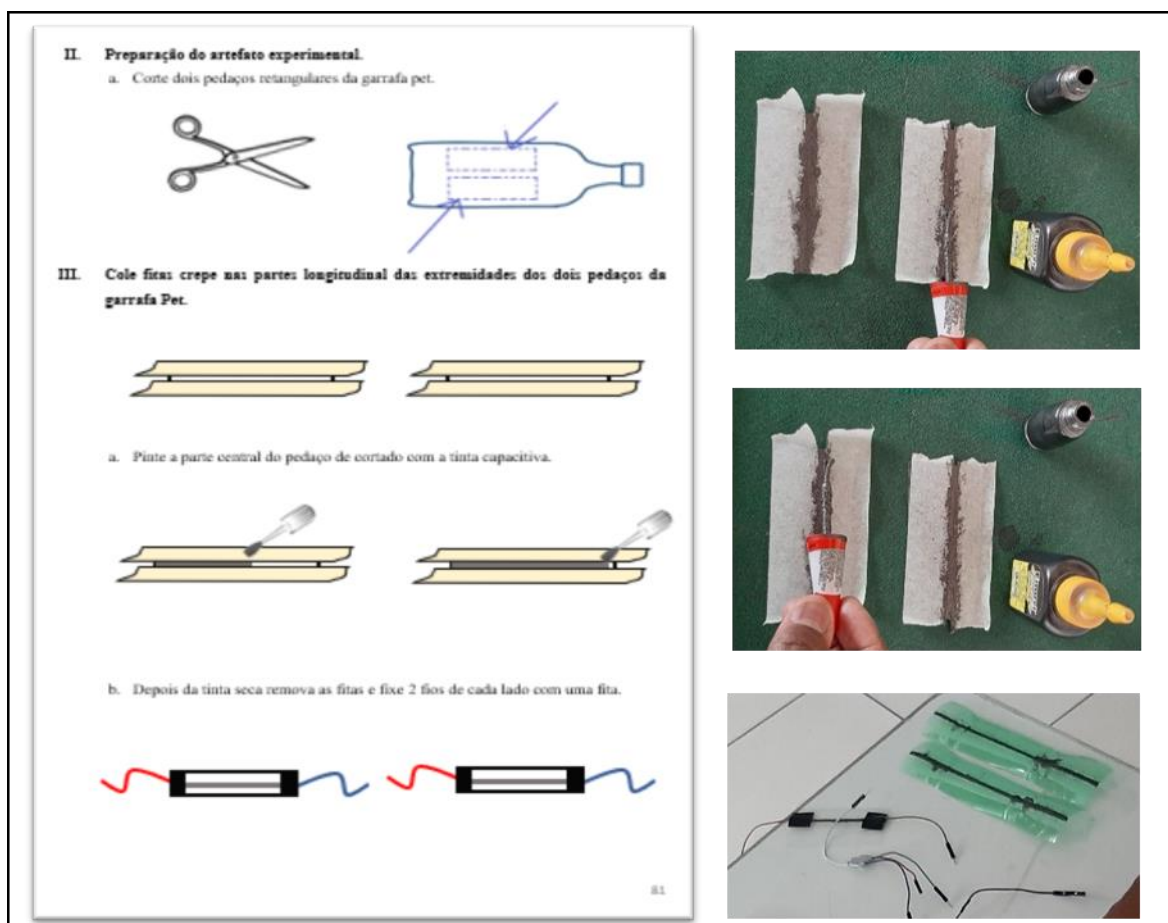 II. Preparação do artefato experimental.
a. Corte dois pedaços retangulares da garrafa pet.
III. Cole fitas crepe nas partes longitudinal das extremidades dos dois pedaços da
garrafa Pet.
a. Pinte a parte central do pedaço de cortado com a tinta capacitiva.
b. Depois da tinta seca remova as fitas e fixe 2 fios de cada lado com uma fita.
81